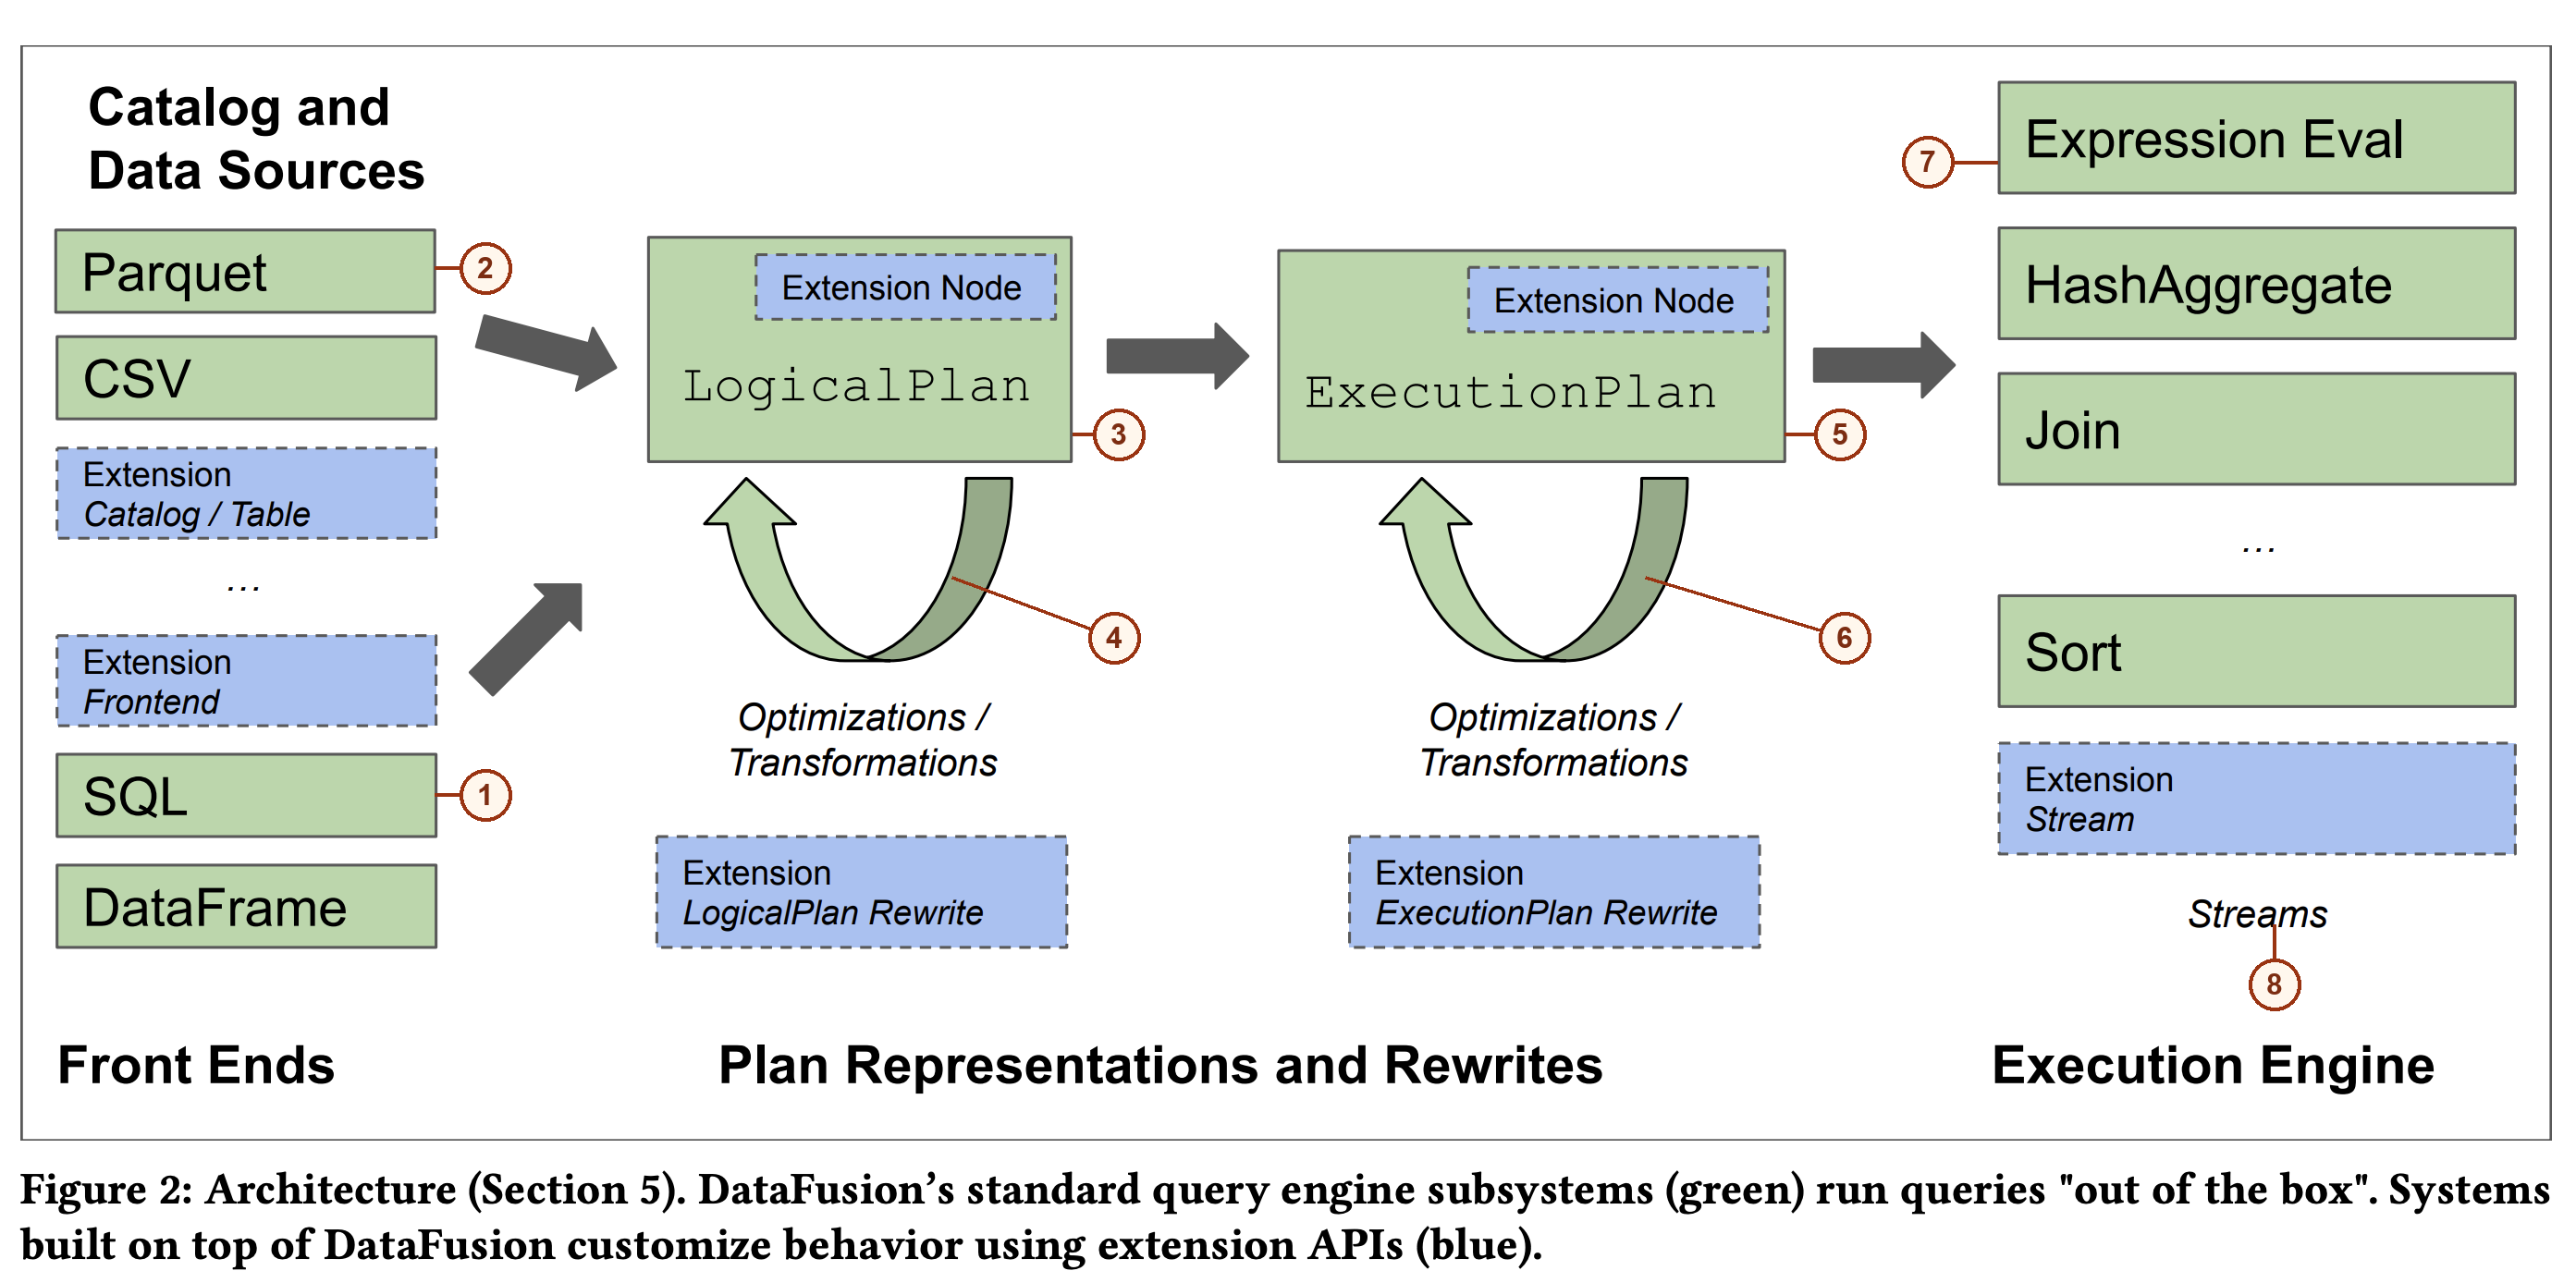 Catalog and
Data Sources
Parquet
2
CSV
Extension
Catalog / Table
...
Extension
Frontend
SQL
1
DataFrame
Front Ends
Extension Node
LogicalPlan
3
4
Optimizations /
Transformations
Extension
LogicalPlan Rewrite
Extension Node
ExecutionPlan
5
6
Optimizations /
Transformations
Extension
ExecutionPlan Rewrite
Plan Representations and Rewrites
7
Expression Eval
HashAggregate
Join
...
Sort
Extension
Stream
Streams
8
Execution Engine
Figure 2: Architecture (Section 5). DataFusion’s standard query engine subsystems (green) run queries "out of the box". Systems
built on top of DataFusion customize behavior using extension APIs (blue).